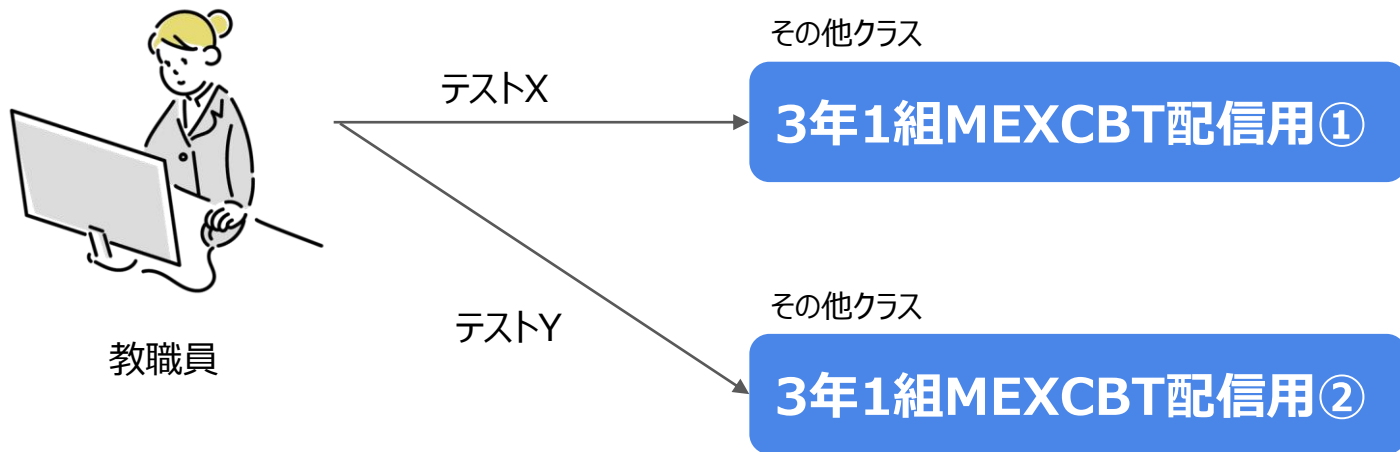 その他クラス
テストX
3年1組MEXCBT配信用①
その他クラス
テストY
3年1組MEXCBT配信用②
教職員